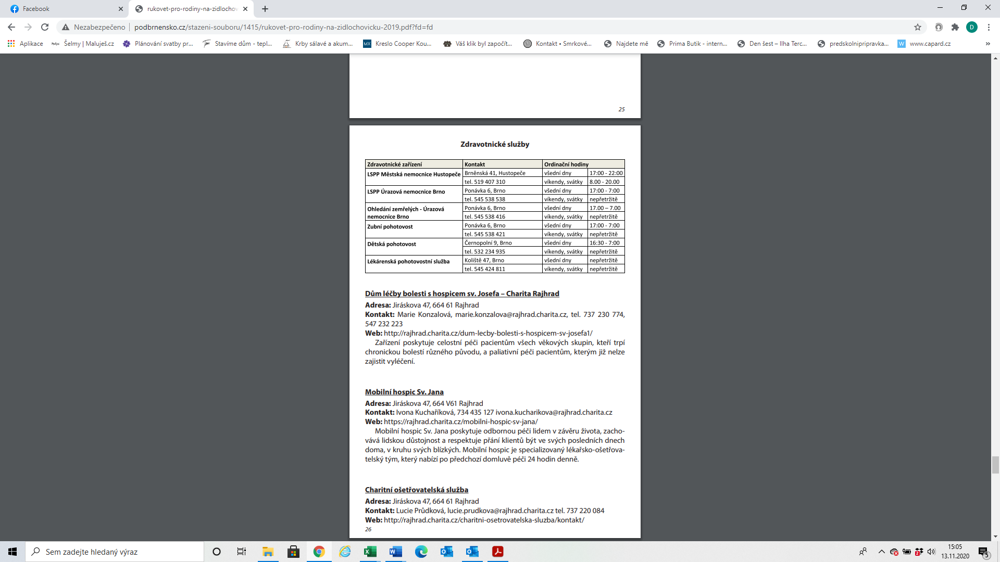 Facebook
rukovet-pro-rodiny-na-zidlochov
Nezabezpečeno
podbrnensko.cz/stazeni-souboru/1415/rukovet-pro-rodiny-na-zidlochovicku-2019.pdf?fd=fd
D
Aplikace
Šelmy | Maluješ.cz
Plánování svatby pr...
Stavíme dům - tepl...
Krby sálavé a akum...
MX Kreslo Cooper Kou...
Váš klik byl započít...
Kontakt • Smrkové...
Najdete mě
Prima Butik - intern...
Den šest – Ilha Terc...
predskolnipripravka...
W www.capard.cz
»
25
Zdravotnické služby
Zdravotnické zařízení Kontakt Ordinační hodiny
LSPP Městská nemocnice Hustopeče Brněnská 41, Hustopeče všední dny 17:00 - 22:00
tel. 519 407 310 víkendy, svátky 8.00 - 20.00
LSPP Úrazová nemocnice Brno Ponávka 6, Brno všední dny 17:00 - 7:00
tel. 545 538 538 víkendy, svátky nepřetržitě
Ohledání zemřelých - Úrazová Ponávka 6, Brno všední dny 17.00 – 7.00
nemocnice Brno tel. 545 538 416 víkendy, svátky nepřetržitě
Zubní pohotovost Ponávka 6, Brno všední dny 17:00 - 7:00
tel. 545 538 421 víkendy, svátky nepřetržitě
Dětská pohotovost Černopolní 9, Brno všední dny 16:30 - 7:00
tel. 532 234 935 víkendy, svátky nepřetržitě
Lékárenská pohotovostní služba Koliště 47, Brno všední dny nepřetržitě
tel. 545 424 811 víkendy, svátky nepřetržitě
Dům léčby bolesti s hospicem sv. Josefa – Charita Rajhrad
Adresa: Jiráskova 47, 664 61 Rajhrad
Kontakt: Marie Konzalová, marie.konzalova@rajhrad.charita.cz, tel. 737 230 774,
547 232 223
Web: http://rajhrad.charita.cz/dum-lecby-bolesti-s-hospicem-sv-josefa1/
Zařízení poskytuje celostní péči pacientům všech věkových skupin, kteří trpí
chronickou bolestí různého původu, a paliativní péči pacientům, kterým již nelze
zajistit vyléčení.
Mobilní hospic Sv. Jana
Adresa: Jiráskova 47, 664 V61 Rajhrad
Kontakt: Ivona Kuchaříková, 734 435 127 ivona.kucharikova@rajhrad.charita.cz
Web: https://rajhrad.charita.cz/mobilni-hospic-sv-jana/
Mobilní hospic Sv. Jana poskytuje odbornou péči lidem v závěru života, zacho-
vává lidskou důstojnost a respektuje přání klientů být ve svých posledních dnech
doma, v kruhu svých blízkých. Mobilní hospic je specializovaný lékařsko-ošetřova-
telský tým, který nabízí po předchozí domluvě péči 24 hodin denně.
Charitní ošetřovatelská služba
Adresa: Jiráskova 47, 664 61 Rajhrad
Kontakt: Lucie Průdková, lucie.prudkova@rajhrad.charita.cz tel. 737 220 084
Web: http://rajhrad.charita.cz/charitni-osetrovatelska-sluzba/kontakt/
26
Sem zadejte hledaný výraz
15:05
13.11.2020
5